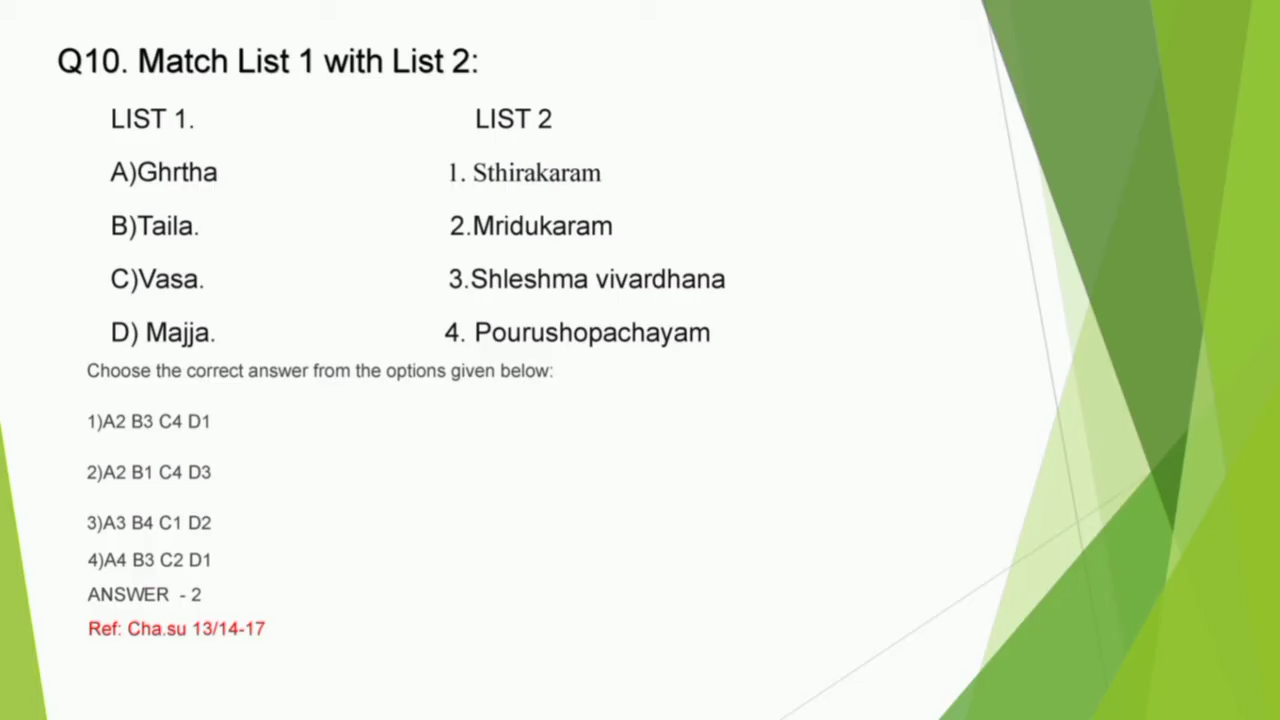 Q10. Match List 1 with List 2:
LIST 1. LIST 2
A)Ghrtha 1. Sthirakaram
B)Taila. 2.Mridukaram
C)Vasa. 3.Shleshma vivardhana
D) Majja. 4. Pourushopachayam
Choose the correct answer from the options given below:
1)A2 B3 C4 D1
2)A2 B1 C4 D3
3)A3 B4 C1 D2
4)A4 B3 C2 D1
ANSWER - 2
Ref: Cha.su 13/14-17